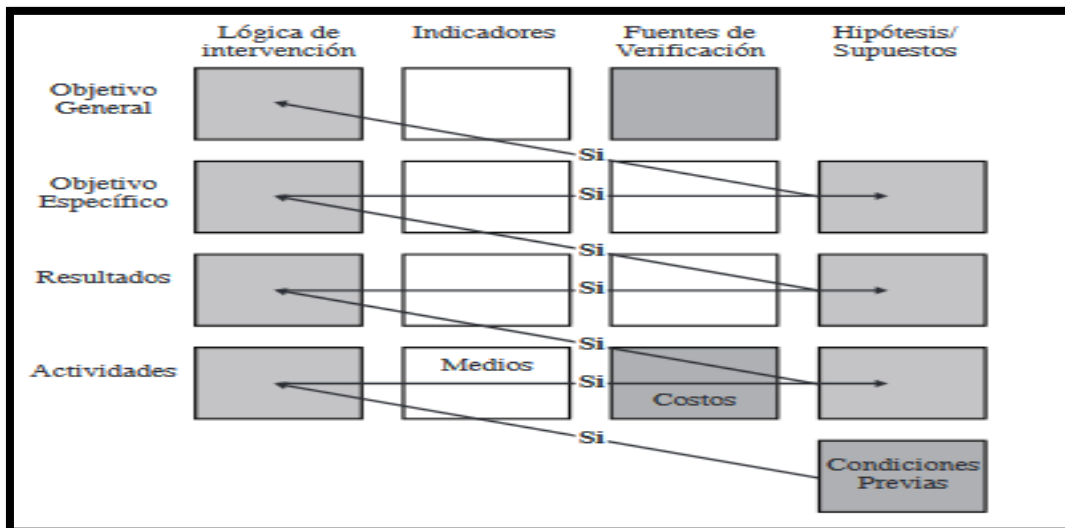 Lógica de
intervención
Indicadores
Fuentes de
Verificación
Hipótesis/
Supuestos
Objetivo
General
Si
Objetivo
Específico
Si
Si
Resultados
Si
Si
Actividades
Medios
Si
Costos
Si
Condiciones
Previas